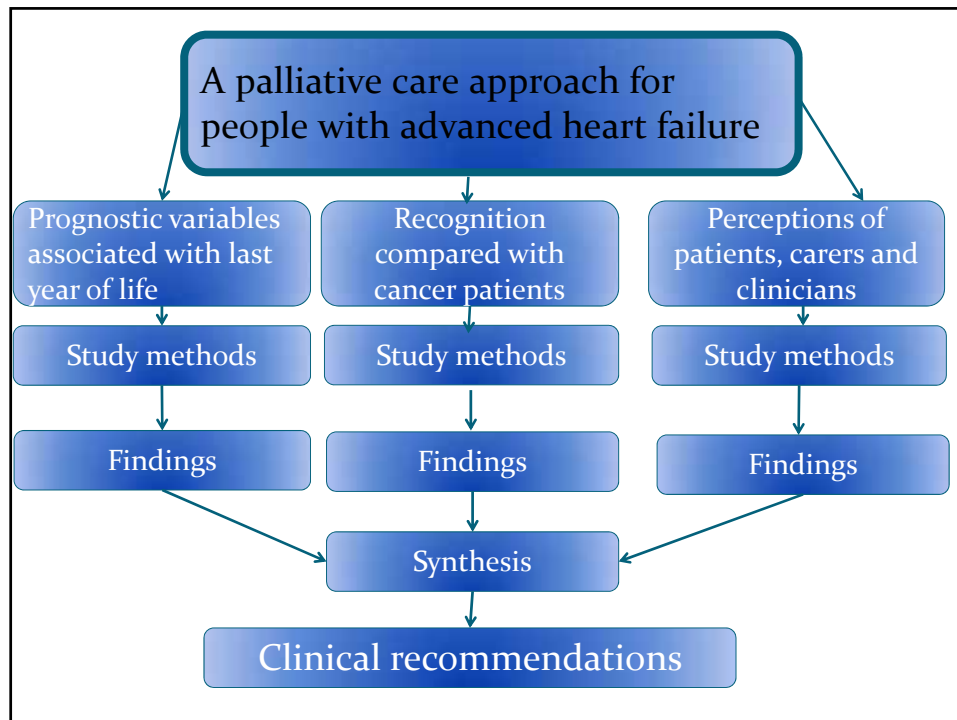 A palliative care approach for
people with advanced heart failure
Prognostic variables
associated with last
year of life
Recognition
compared with
cancer patients
Perceptions of
patients, carers and
clinicians
Study methods
Study methods
Study methods
Findings
Findings
Findings
Synthesis
Clinical recommendations